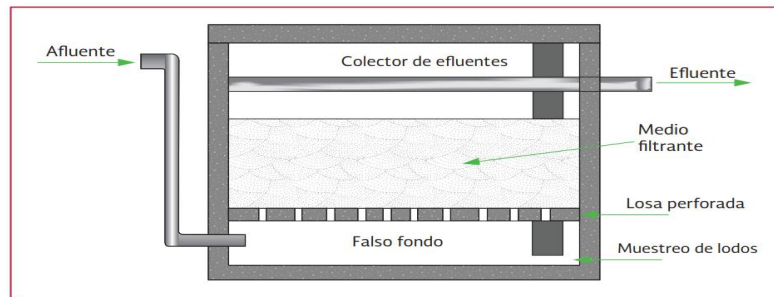 Afluente
Colector de efluentes
Efluente
Medio
filtrante
Losa perforada
Falso fondo
Muestreo de lodos